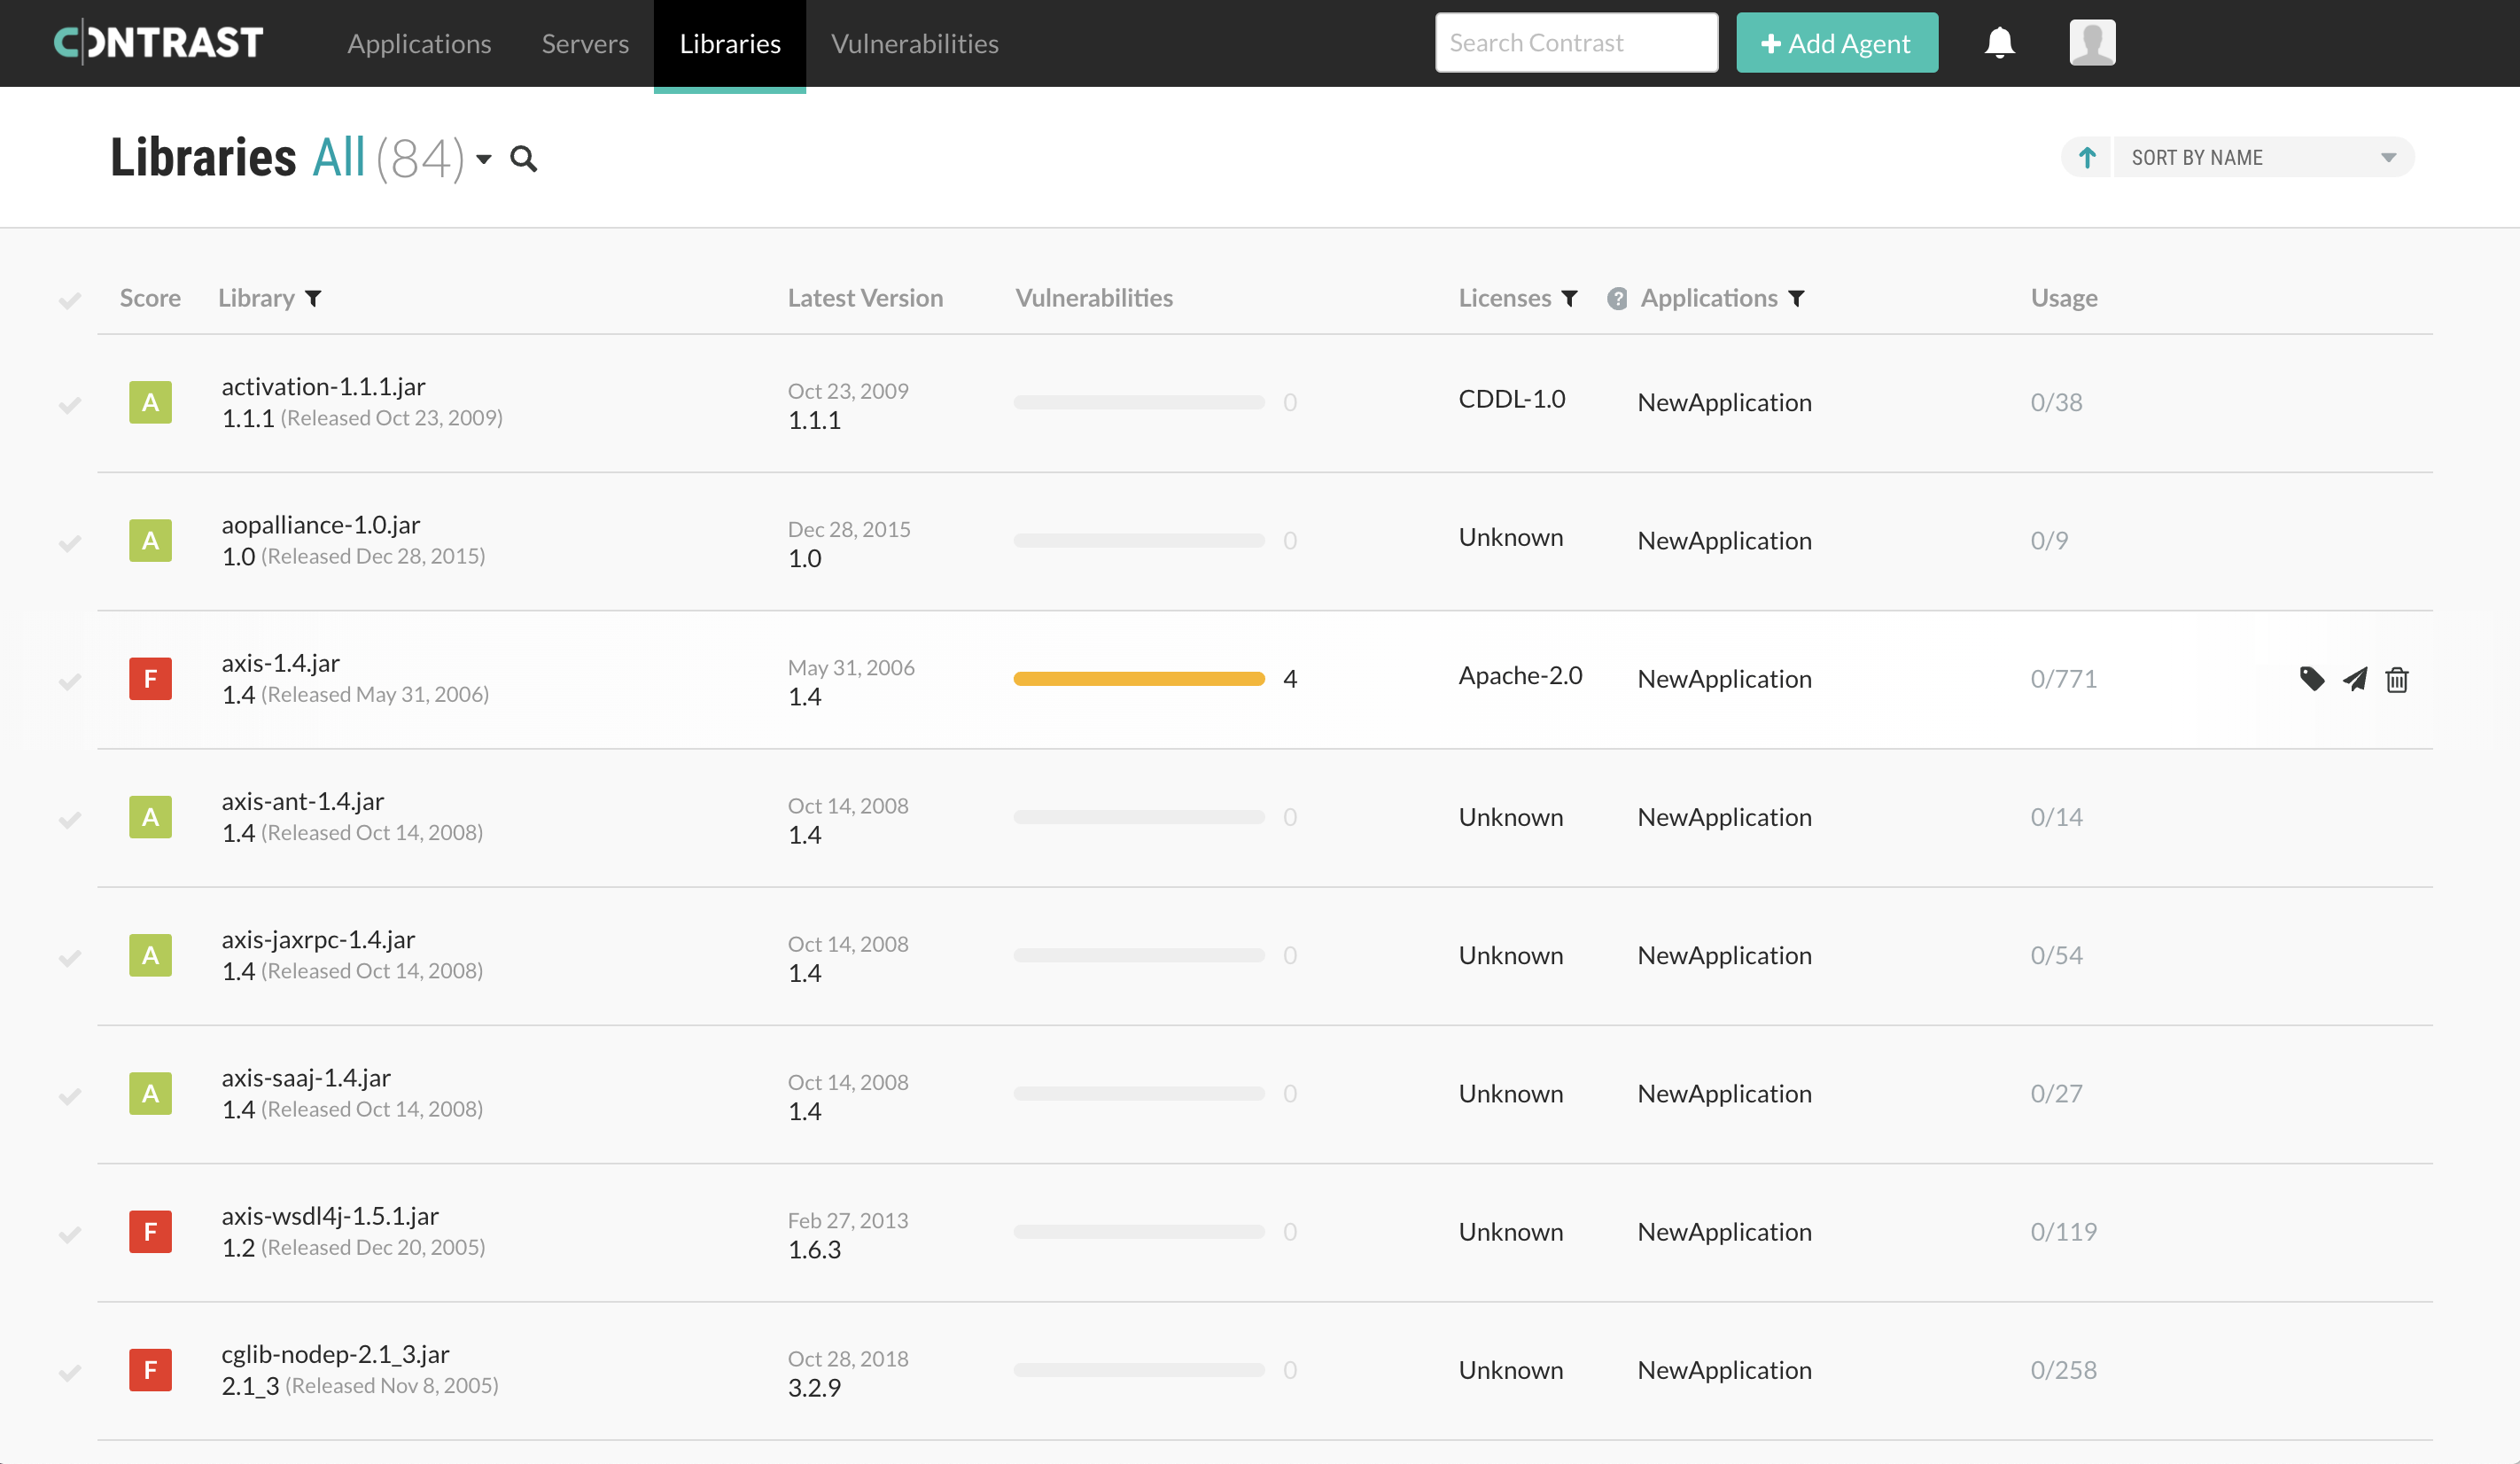 CONTRAST Applications Servers Libraries Vulnerabilities Search Contrast Add Agent
Libraries All (84) SORT BY NAME
Score Library Latest Version Vulnerabilities Licenses ? Applications Usage
activation-1.1.1.jar Oct 23, 2009
A 0 CDDL-1.0 NewApplication 0/38
1.1.1 (Released Oct 23, 2009) 1.1.1
aopalliance-1.0.jar Dec 28, 2015
A 0 Unknown NewApplication 0/9
1.0 (Released Dec 28, 2015) 1.0
axis-1.4.jar May 31, 2006
F 4 Apache-2.0 NewApplication 0/771
1.4 (Released May 31, 2006) 1.4
axis-ant-1.4.jar Oct 14, 2008
A 0 Unknown NewApplication 0/14
1.4 (Released Oct 14, 2008) 1.4
axis-jaxrpc-1.4.jar Oct 14, 2008
A 0 Unknown NewApplication 0/54
1.4 (Released Oct 14, 2008) 1.4
axis-saaj-1.4.jar Oct 14, 2008
A 0 Unknown NewApplication 0/27
1.4 (Released Oct 14, 2008) 1.4
axis-wsdl4j-1.5.1.jar Feb 27, 2013
F 0 Unknown NewApplication 0/119
1.2 (Released Dec 20, 2005) 1.6.3
cglib-nodep-2.1_3.jar Oct 28, 2018
F 0 Unknown NewApplication 0/258
2.1_3 (Released Nov 8, 2005) 3.2.9